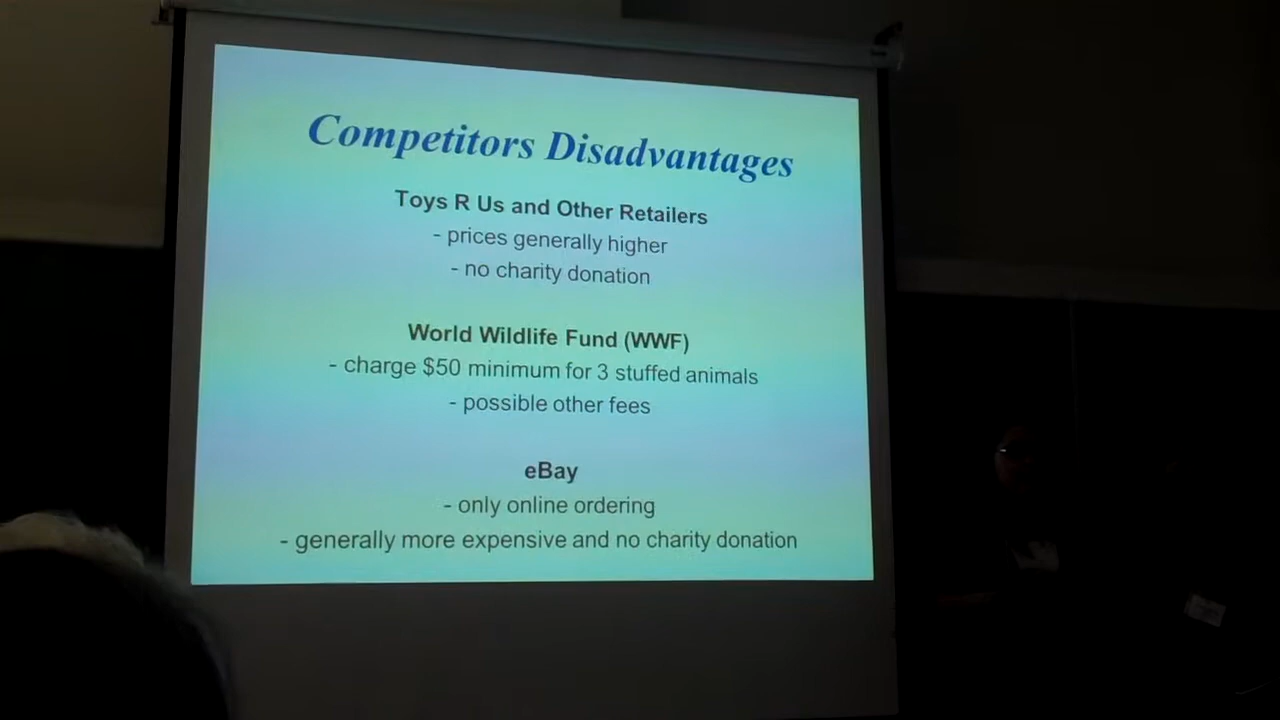 Competitors Disadvantages
Toys R Us and Other Retailers
- prices generally higher
- no charity donation
World Wildlife Fund (WWF)
- charge $50 minimum for 3 stuffed animals
- possible other fees
eBay
- only online ordering
- generally more expensive and no charity donation